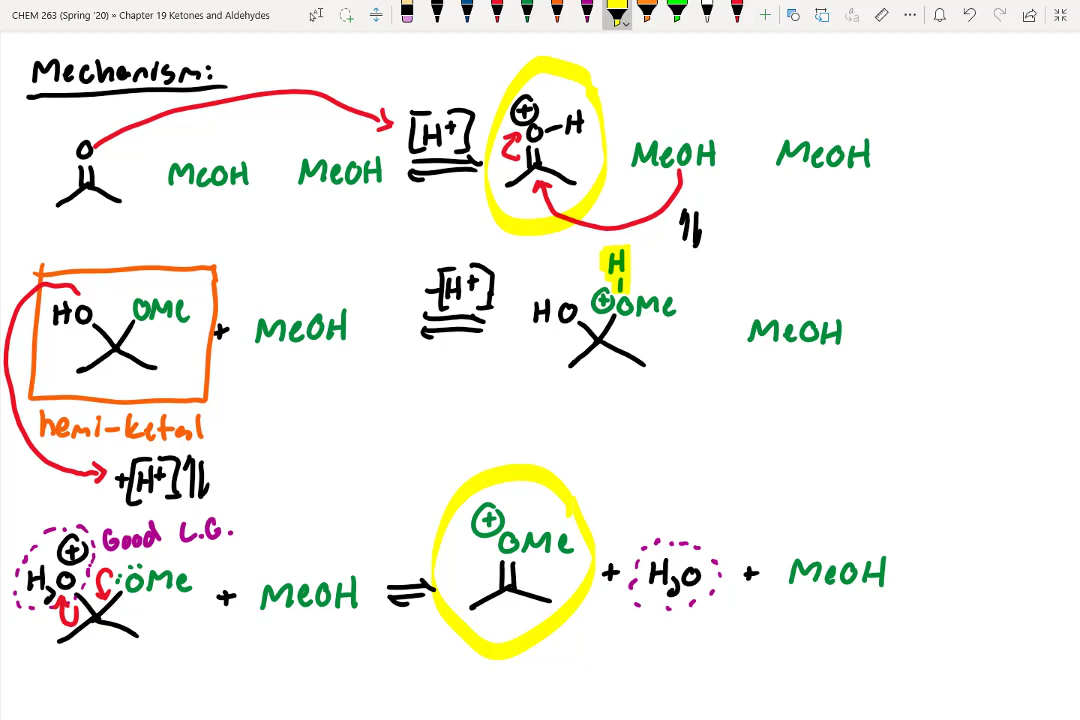 CHEM 263 (Spring '20) » Chapter 19 Ketones and Aldehydes
Mechanism:
O MeOH MeOH [H+] + O-H MeOH MeOH
HO OMe + MeOH -[H+] HO H + OMe MeOH
hemi-ketal
+[H+]
Good L.G.
+ H2O :ÖMe + MeOH + OMe + H2O + MeOH